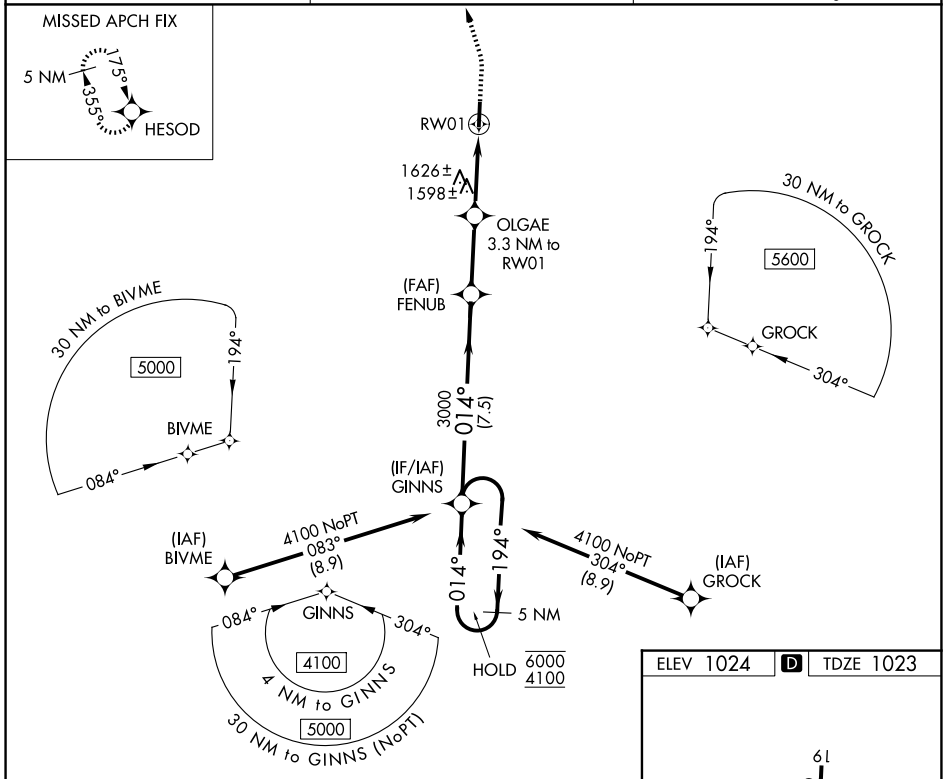 MISSED APCH FIX
5 NM
175°
355°
HESOD
RW01
1626±
1598±
OLGAE
3.3 NM to
RW01
(FAF)
FENUB
30 NM to GROCK
194°
5600
GROCK
304°
30 NM to BIVME
5000
194°
BIVME
084°
3000
014°
(7.5)
(IF/IAF)
GINNS
4100 NoPT
083°
(8.9)
(IAF)
BIVME
4100 NoPT
304°
(8.9)
(IAF)
GROCK
014°
194°
5 NM
HOLD
6000
4100
084°
GINNS
304°
4100
4 NM to GINNS
5000
30 NM to GINNS (NoPT)
ELEV 1024
D
TDZE 1023
19